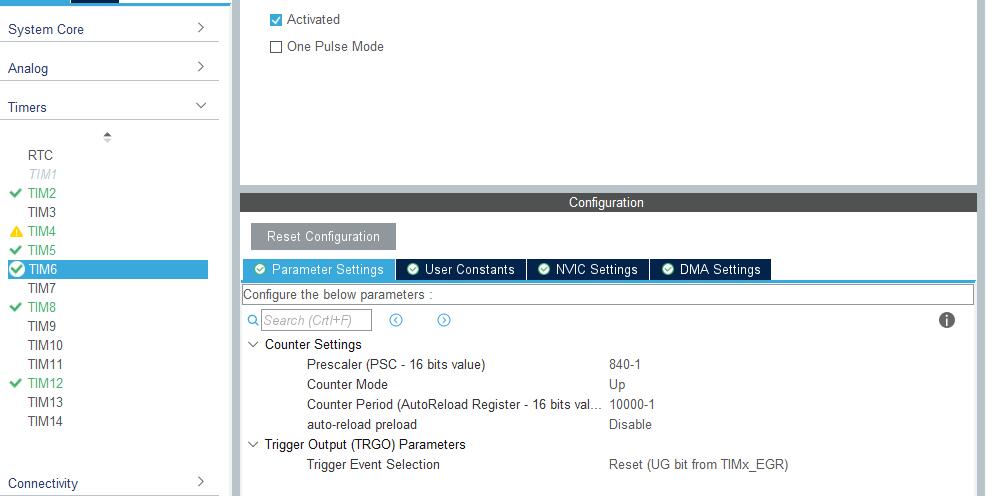 System Core
Analog
Timers
RTC
TIM1
TIM2
TIM3
TIM4
TIM5
TIM6
TIM7
TIM8
TIM9
TIM10
TIM11
TIM12
TIM13
TIM14
Connectivity
Activated
One Pulse Mode
Configuration
Reset Configuration
Parameter Settings User Constants NVIC Settings DMA Settings
Configure the below parameters :
Search (Crtl+F)
Counter Settings
Prescaler (PSC - 16 bits value) 840-1
Counter Mode Up
Counter Period (AutoReload Register - 16 bits val... 10000-1
auto-reload preload Disable
Trigger Output (TRGO) Parameters
Trigger Event Selection Reset (UG bit from TIMx_EGR)